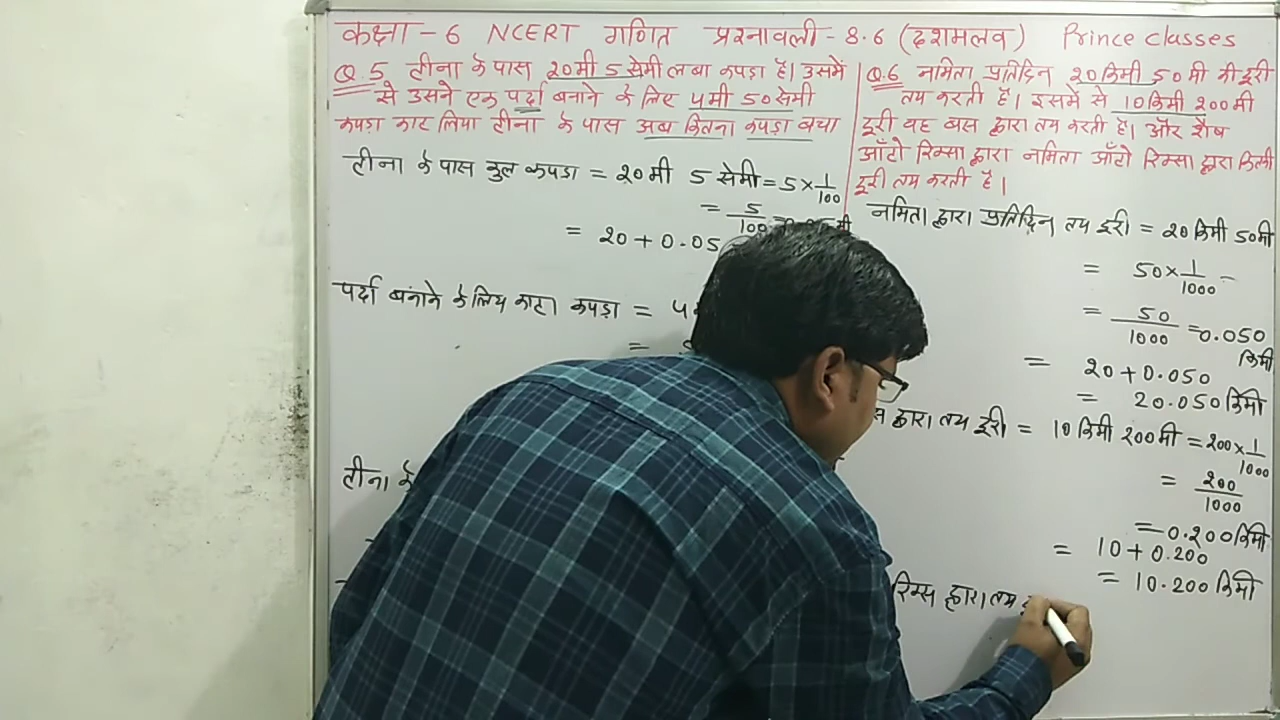 कक्षा - 6 NCERT गणित प्रश्नावली - 8.6 (दशमलव) Prince classes
Q.5 टीना के पास 20मी 5 सेमी लंबा कपड़ा है। उसमें
से उसने एक पर्दा बनाने के लिए 4मी 50 सेमी
कपड़ा काट लिया टीना के पास अब कितना कपड़ा बचा
टीना के पास कुल कपड़ा = 20 मी 5 सेमी = 5 × 1/100
= 5/100
= 20 + 0.05
पर्दा बनाने के लिय काटा कपड़ा = 4
=
टीना के
Q.6 नमिता प्रतिदिन 20 किमी 50 मी की दूरी
तय करती है। इसमें से 10 किमी 200 मी
दूरी वह बस द्वारा तय करती है। और शेष
ऑटो रिक्सा द्वारा नमिता ऑटो रिक्सा द्वारा कितनी
दूरी तय करती है।
नमिता द्वारा प्रतिदिन तय दूरी = 20 किमी 50 मी
= 50 × 1/1000 =
= 50/1000 = 0.050
किमी
= 20 + 0.050
= 20.050 किमी
स द्वारा तय दूरी = 10 किमी 200 मी = 200 × 1/1000
= 200/1000
= 0.200 किमी
= 10 + 0.200
= 10.200 किमी
रिक्स द्वारा तय